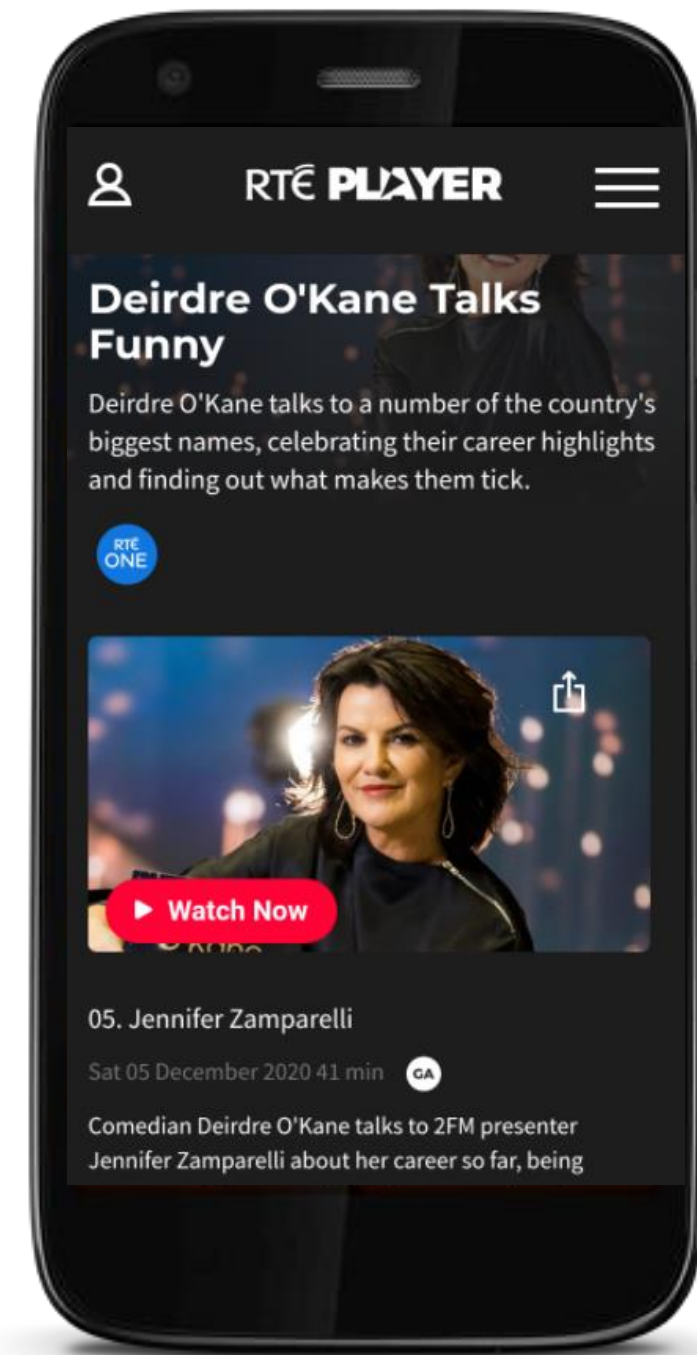 RTÉ PLAYER
Deirdre O'Kane Talks
Funny
Deirdre O'Kane talks to a number of the country's
biggest names, celebrating their career highlights
and finding out what makes them tick.
RTÉ
ONE
Watch Now
Kane
05. Jennifer Zamparelli
Sat 05 December 2020 41 min GA
Comedian Deirdre O'Kane talks to 2FM presenter
Jennifer Zamparelli about her career so far, being